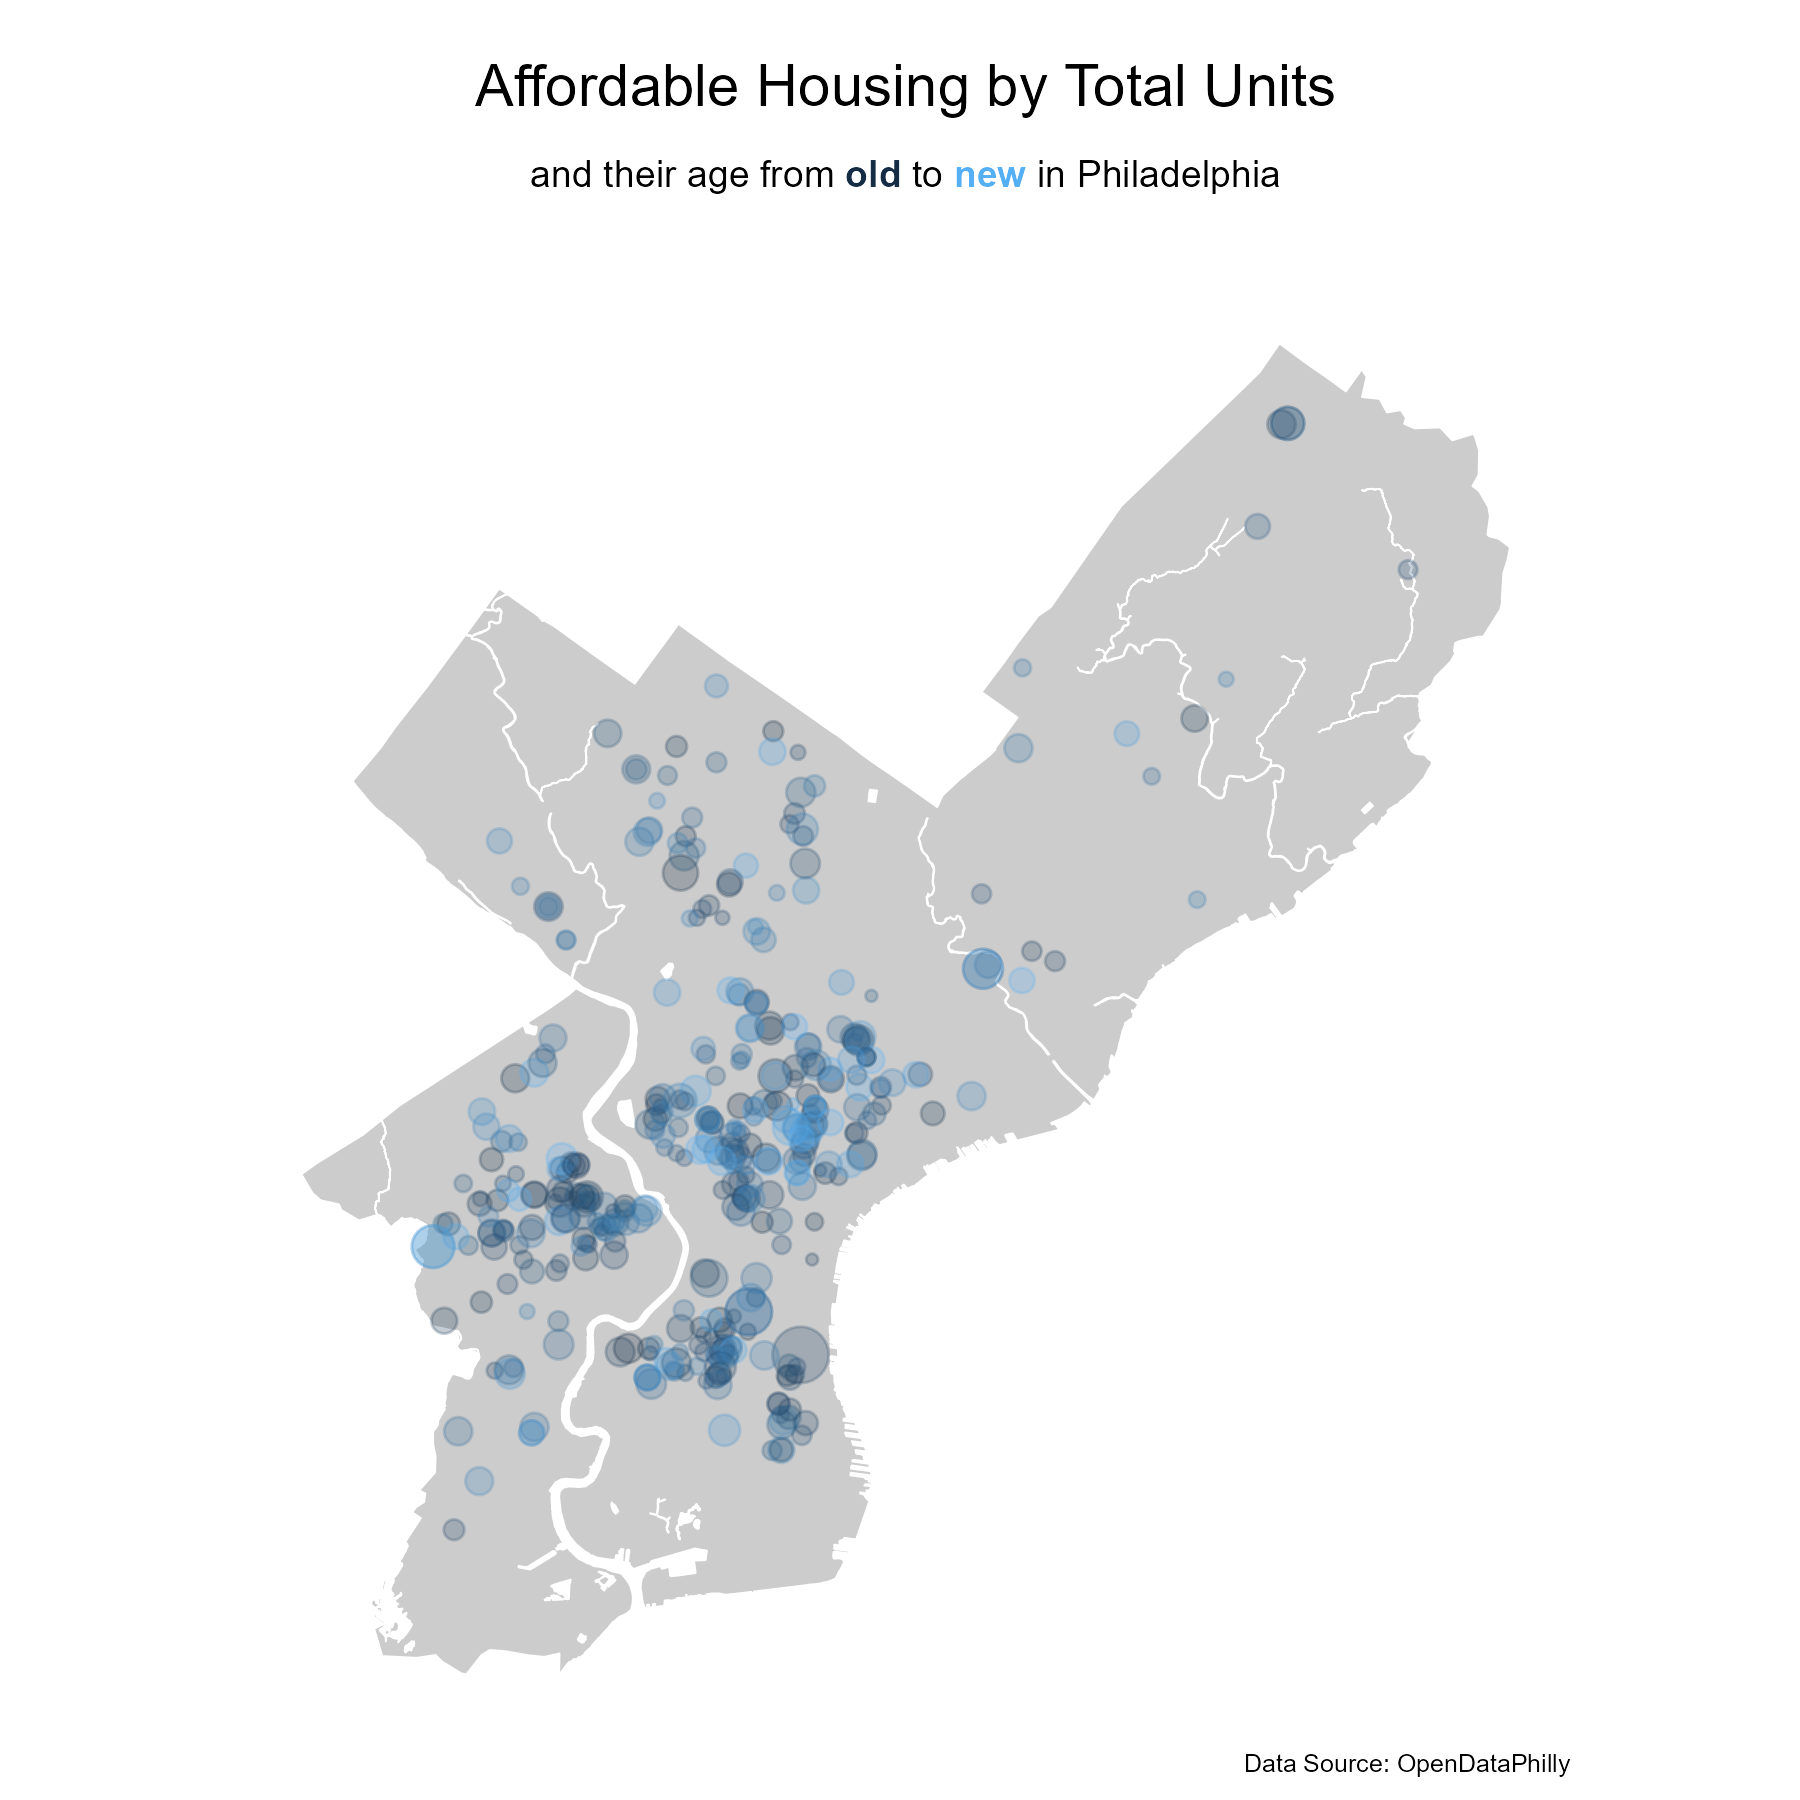 Affordable Housing by Total Units
and their age from old to new in Philadelphia
Data Source: OpenDataPhilly